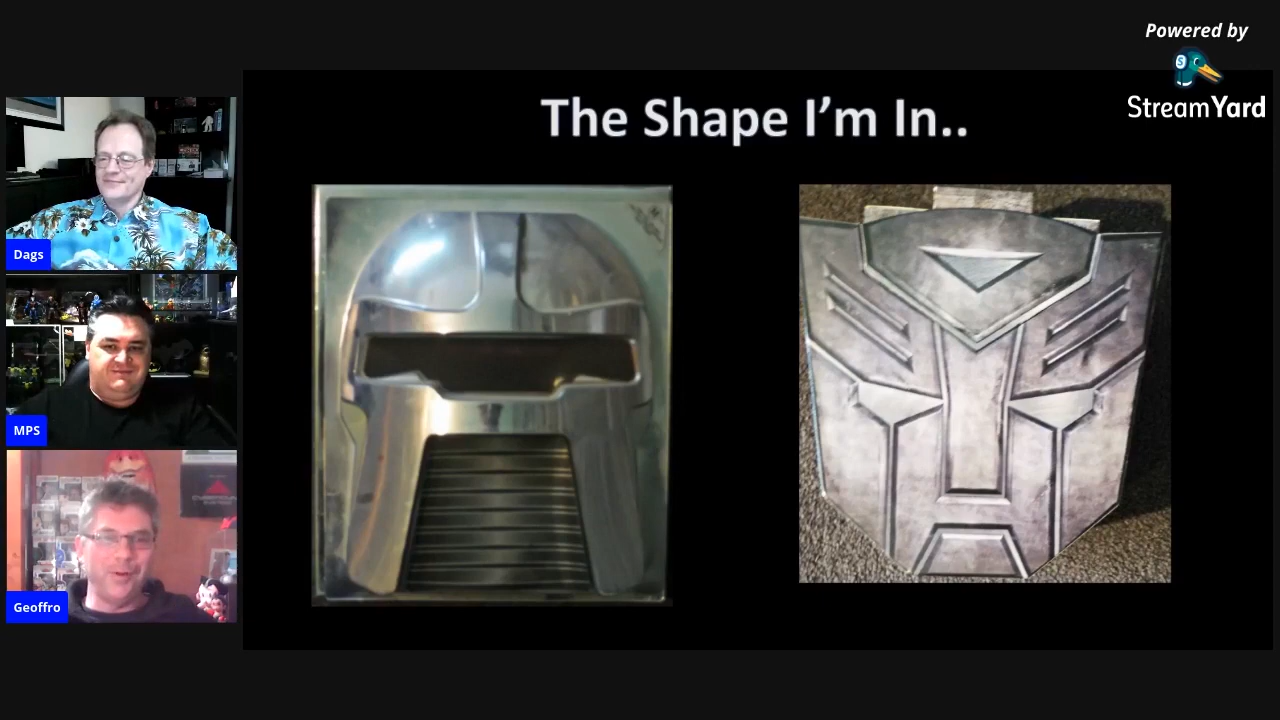 Powered by
StreamYard
The Shape I'm In..
Dags
MPS
Geoffro